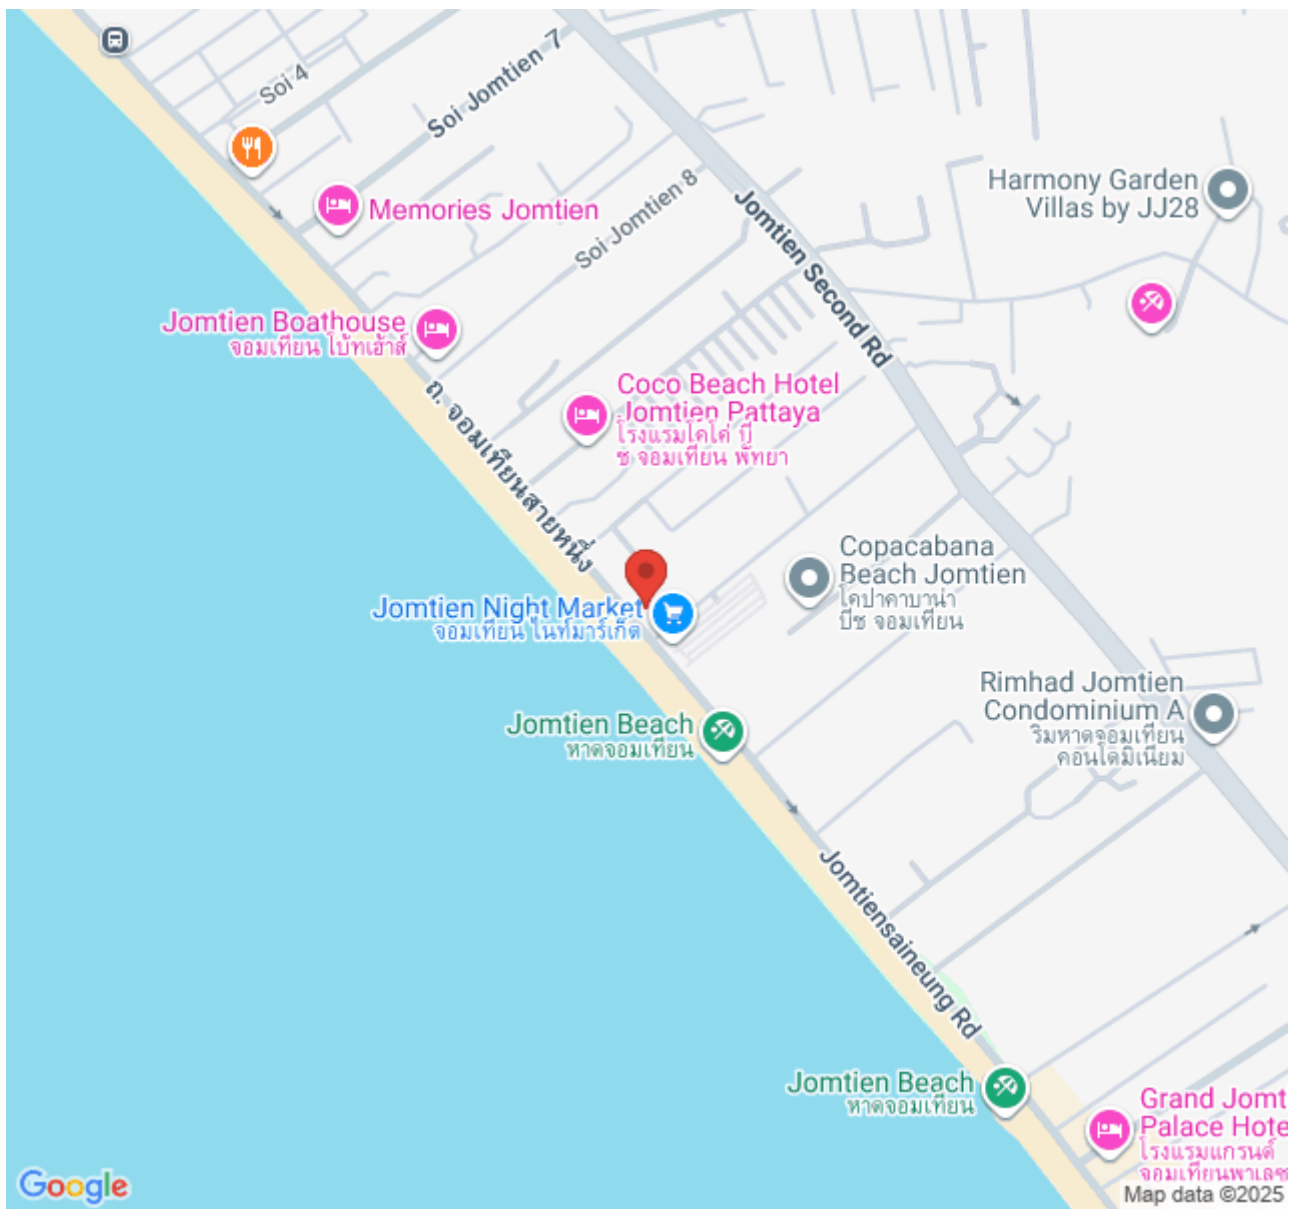 Soi 4
Soi Jomtien 7
Memories Jomtien
Soi Jomtien 8
Jomtien Second Rd
Harmony Garden
Villas by JJ28
Jomtien Boathouse
จอมเทียน โบ้ทเฮ้าส์
ถ. จอมเทียนสายหนึ่ง
Coco Beach Hotel
Jomtien Pattaya
โรงแรมโคโค่ บี
ช จอมเทียน พัทยา
Copacabana
Beach Jomtien
โคปาคาบาน่า
บีช จอมเทียน
Jomtien Night Market
จอมเทียน ไนท์มาร์เก็ต
Rimhad Jomtien
Condominium A
ริมหาดจอมเทียน
คอนโดมิเนียม
Jomtien Beach
หาดจอมเทียน
Jomtiensaineung Rd
Jomtien Beach
หาดจอมเทียน
Grand Jomt
Palace Hote
โรงแรมแกรนด์
จอมเทียนพาเลซ
Google
Map data ©2025